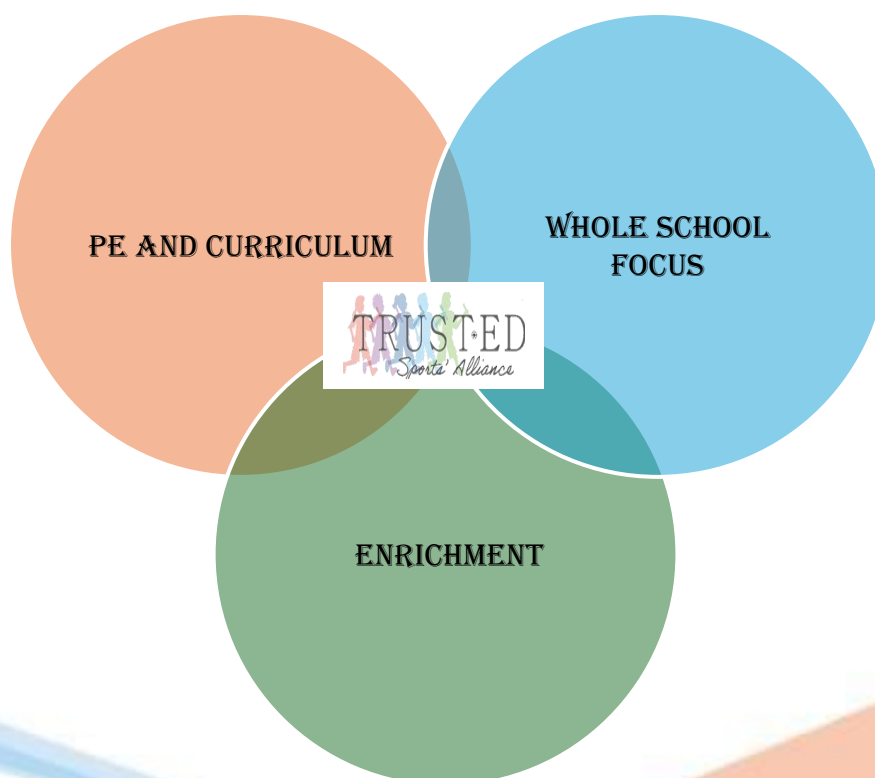 PE AND CURRICULUM
WHOLE SCHOOL
FOCUS
TRUST•ED
Sports' Alliance
ENRICHMENT